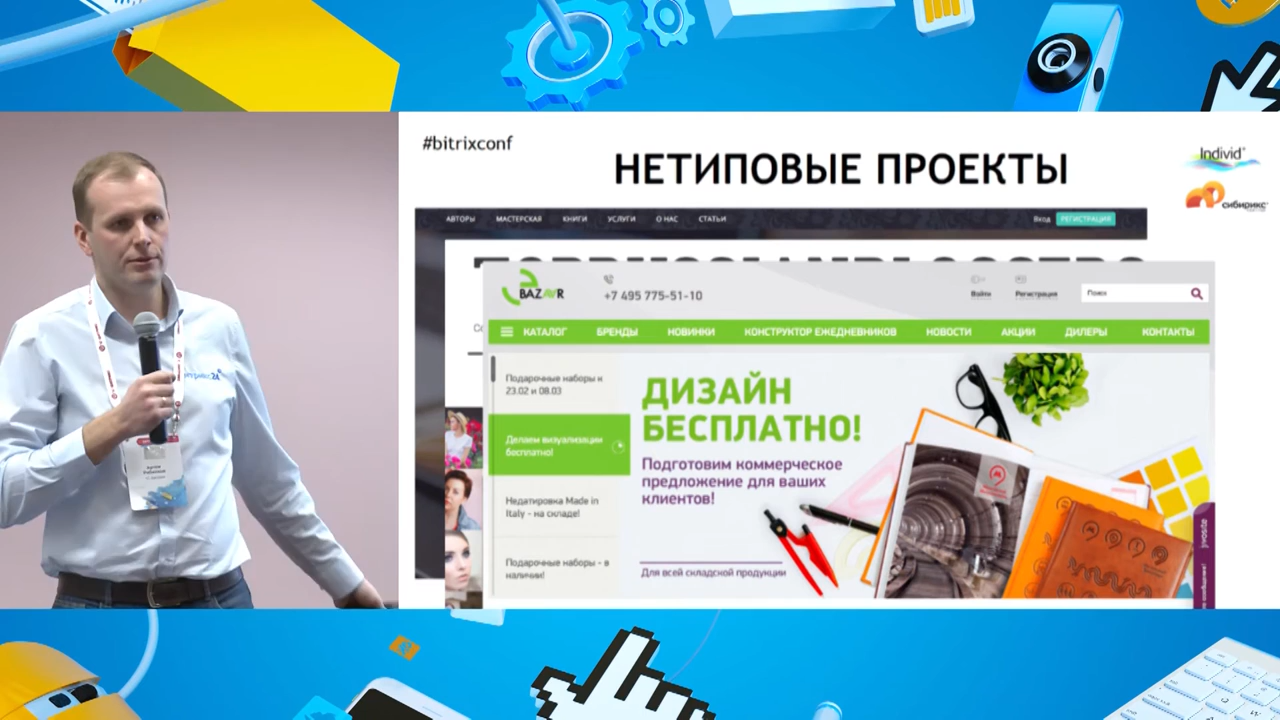 #bitrixconf
НЕТИПОВЫЕ ПРОЕКТЫ
Individ
сибирикс
АВТОРЫ МАСТЕРСКАЯ КНИГИ УСЛУГИ О НАС СТАТЬИ Вход РЕГИСТРАЦИЯ
BAZAVR
+7 495 775-51-10
Войти Регистрация Поиск
КАТАЛОГ БРЕНДЫ НОВИНКИ КОНСТРУКТОР ЕЖЕДНЕВНИКОВ НОВОСТИ АКЦИИ ДИЛЕРЫ КОНТАКТЫ
Подарочные наборы к
23.02 и 08.03
Делаем визуализации
бесплатно!
Недатировка Made in
Italy - на складе!
Подарочные наборы - в
наличии!
ДИЗАЙН
БЕСПЛАТНО!
Подготовим коммерческое
предложение для ваших
клиентов!
Для всей складской продукции
jivosite